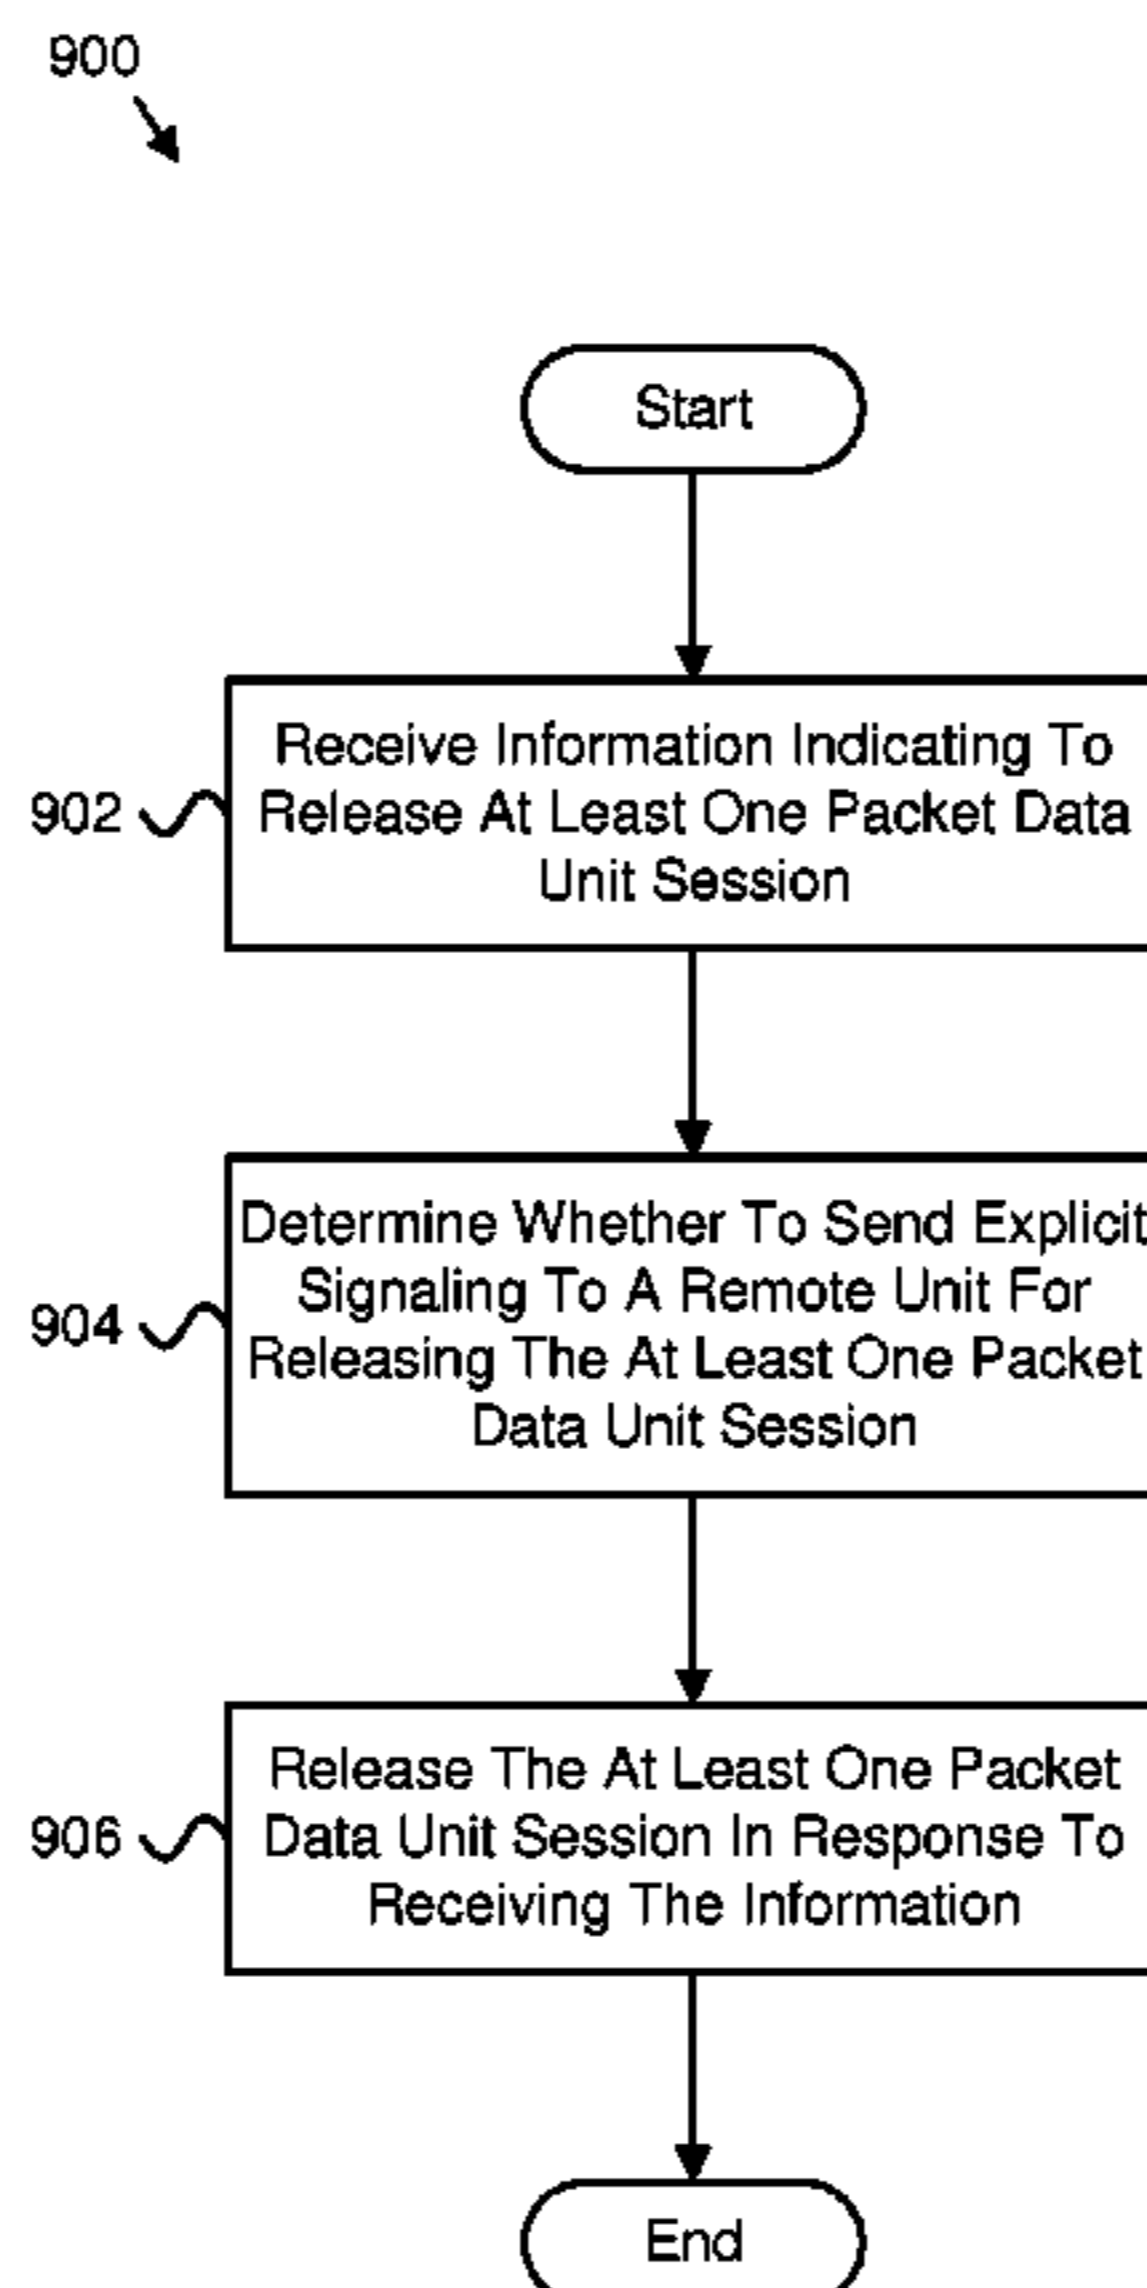 900
Start
Receive Information Indicating To
902
Release At Least One Packet Data
Unit Session
Determine Whether To Send Explicit
Signaling To A Remote Unit For
904
Releasing The At Least One Packet
Data Unit Session
Release The At Least One Packet
906
Data Unit Session In Response To
Receiving The Information
End